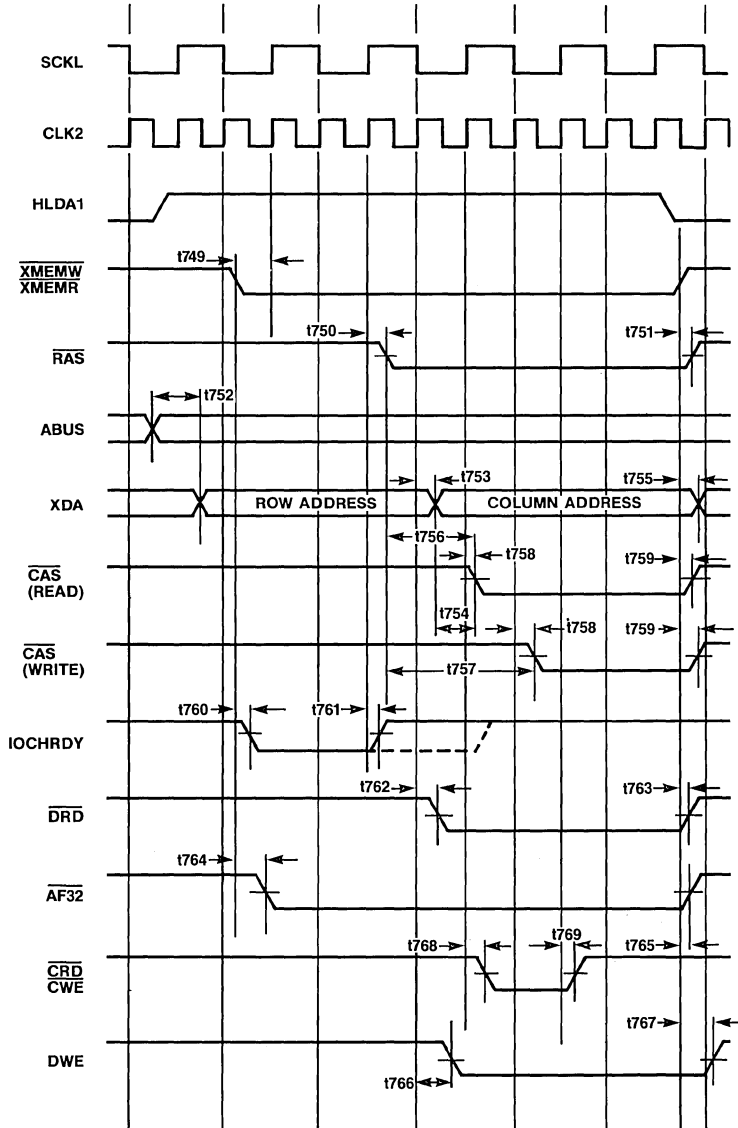 SCKL
CLK2
HLDA1
t749
XMEMW
XMEMR
t750
t751
RAS
t752
ABUS
t753
t755
XDA
ROW ADDRESS
COLUMN ADDRESS
t756
t758
t759
CAS
(READ)
t754
t758
t759
CAS
(WRITE)
t757
t760
t761
IOCHRDY
t762
t763
DRD
t764
AF32
t768
t769
t765
CRD
CWE
t767
DWE
t766